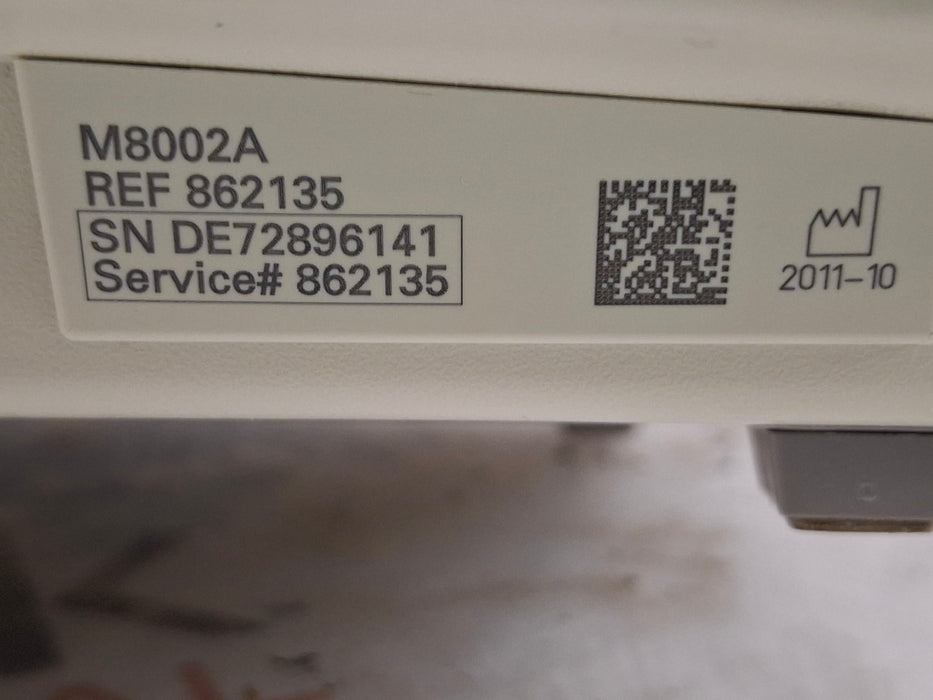 M8002A
REF 862135
SN DE72896141
Service# 862135
2011-10